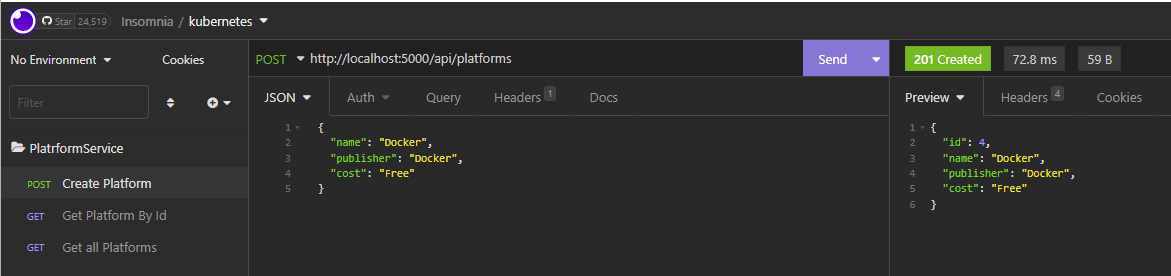 Star 24,519 Insomnia / kubernetes
No Environment Cookies
Filter
PlatrformService
POST Create Platform
GET Get Platform By Id
GET Get all Platforms
POST http://localhost:5000/api/platforms Send
JSON Auth Query Headers 1 Docs
1 {
2 "name": "Docker",
3 "publisher": "Docker",
4 "cost": "Free"
5 }
201 Created 72.8 ms 59 B
Preview Headers 4 Cookies
1 {
2 "id": 4,
3 "name": "Docker",
4 "publisher": "Docker",
5 "cost": "Free"
6 }